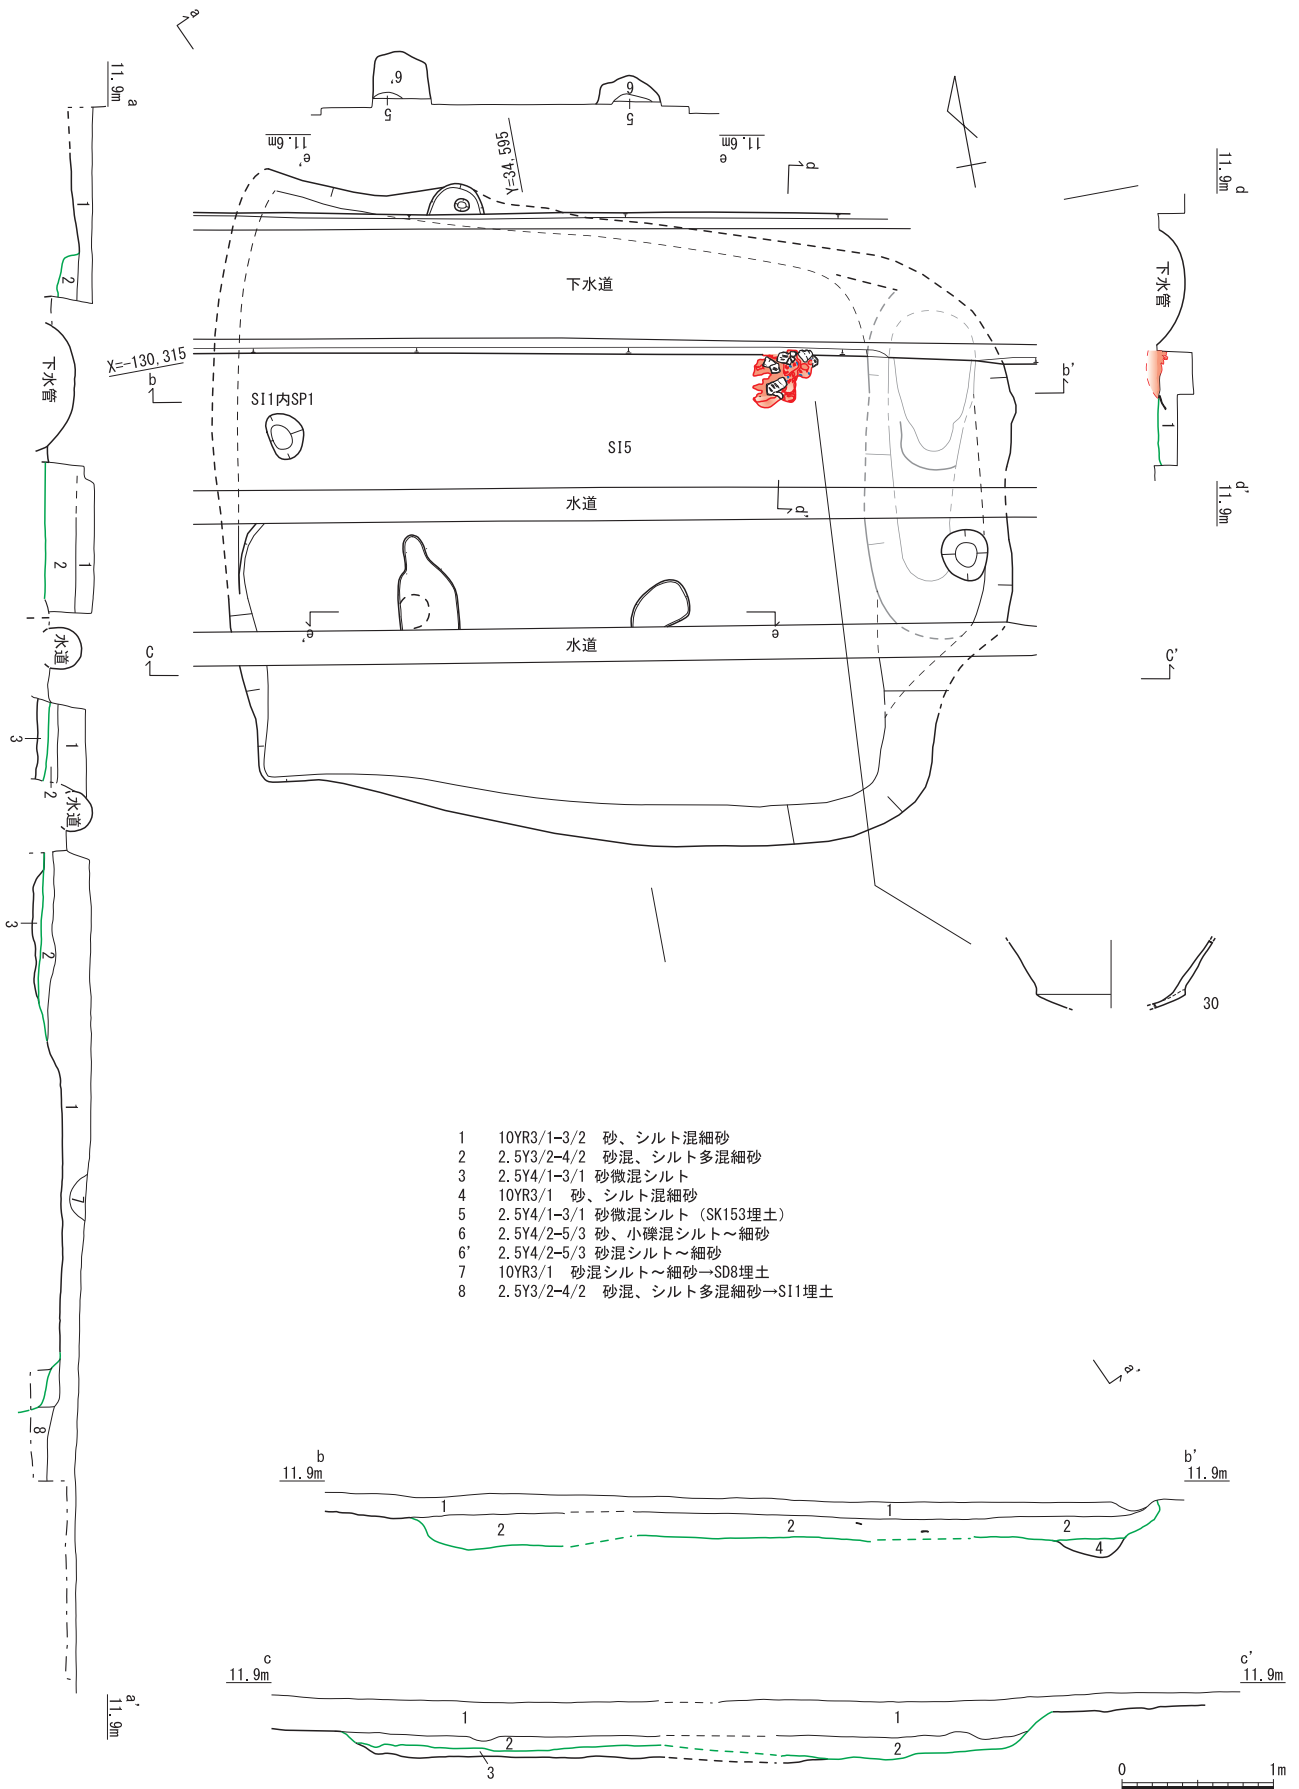 a
11.9m
a
6'
5
6
5
11.6m
e'
11.6m
e
Y=34,595
d
11.9m
d
1
2
下水道
下水管
下水管
X=-130,315
b
b'
SI1内SP1
SI5
1
11.9m
d'
水道
d'
2
1
水道
e'
e
水道
c
c'
3
2
1
水道
30
3
2
1
7
8
1 10YR3/1-3/2 砂、シルト混細砂
2 2.5Y3/2-4/2 砂混、シルト多混細砂
3 2.5Y4/1-3/1 砂微混シルト
4 10YR3/1 砂、シルト混細砂
5 2.5Y4/1-3/1 砂微混シルト（SK153埋土）
6 2.5Y4/2-5/3 砂、小礫混シルト～細砂
6' 2.5Y4/2-5/3 砂混シルト～細砂
7 10YR3/1 砂混シルト～細砂→SD8埋土
8 2.5Y3/2-4/2 砂混、シルト多混細砂→SI1埋土
a'
b
11.9m
b'
11.9m
1
1
2
2
2
4
c
11.9m
c'
11.9m
1
1
2
2
3
a'
11.9m
0 1m